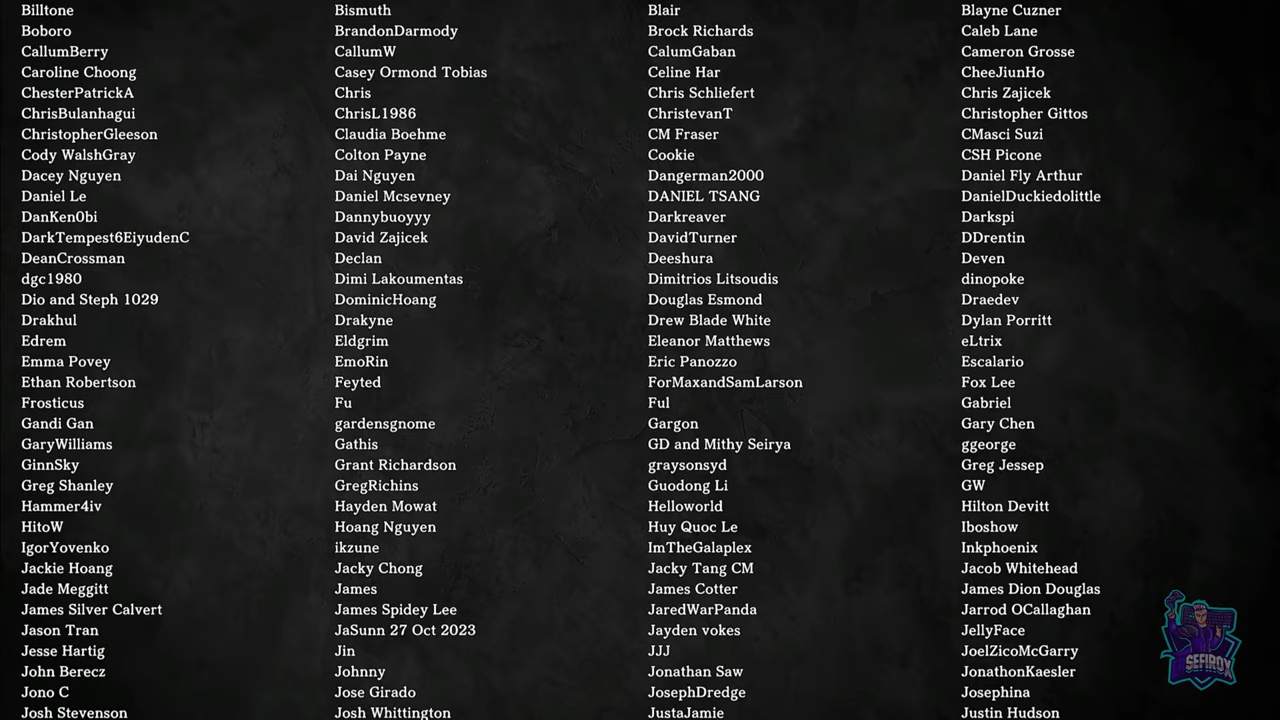 Billtone Bismuth Blair Blayne Cuzner
Boboro BrandonDarmody Brock Richards Caleb Lane
CallumBerry CallumW CalumGaban Cameron Grosse
Caroline Choong Casey Ormond Tobias Celine Har CheeJiunHo
ChesterPatrickA Chris Chris Schliefert Chris Zajicek
ChrisBulanhagui ChrisL1986 ChristevanT Christopher Gittos
ChristopherGleeson Claudia Boehme CM Fraser CMasci Suzi
Cody WalshGray Colton Payne Cookie CSH Picone
Dacey Nguyen Dai Nguyen Dangerman2000 Daniel Fly Arthur
Daniel Le Daniel Mcsevney DANIEL TSANG DanielDuckiedolittle
DanKen0bi Dannybuoyyy Darkreaver Darkspi
DarkTempest6EiyudenC David Zajicek DavidTurner DDrentin
DeanCrossman Declan Deeshura Deven
dgc1980 Dimi Lakoumentas Dimitrios Litsoudis dinopoke
Dio and Steph 1029 DominicHoang Douglas Esmond Draedev
Drakhul Drakyne Drew Blade White Dylan Porritt
Edrem Eldgrim Eleanor Matthews eLtrix
Emma Povey EmoRin Eric Panozzo Escalario
Ethan Robertson Feyted ForMaxandSamLarson Fox Lee
Frosticus Fu Ful Gabriel
Gandi Gan gardensgnome Gargon Gary Chen
GaryWilliams Gathis GD and Mithy Seirya ggeorge
GinnSky Grant Richardson graysonsyd Greg Jessep
Greg Shanley GregRichins Guodong Li GW
Hammer4iv Hayden Mowat Helloworld Hilton Devitt
HitoW Hoang Nguyen Huy Quoc Le Iboshow
IgorYovenko ikzune ImTheGalaplex Inkphoenix
Jackie Hoang Jacky Chong Jacky Tang CM Jacob Whitehead
Jade Meggitt James James Cotter James Dion Douglas
James Silver Calvert James Spidey Lee JaredWarPanda Jarrod OCallaghan
Jason Tran JaSunn 27 Oct 2023 Jayden vokes JellyFace
Jesse Hartig Jin JJJ JoelZicoMcGarry
John Berecz Johnny Jonathan Saw JonathonKaesler
Jono C Jose Girado JosephDredge Josephina
Josh Stevenson Josh Whittington JustaJamie Justin Hudson
SEFIROX